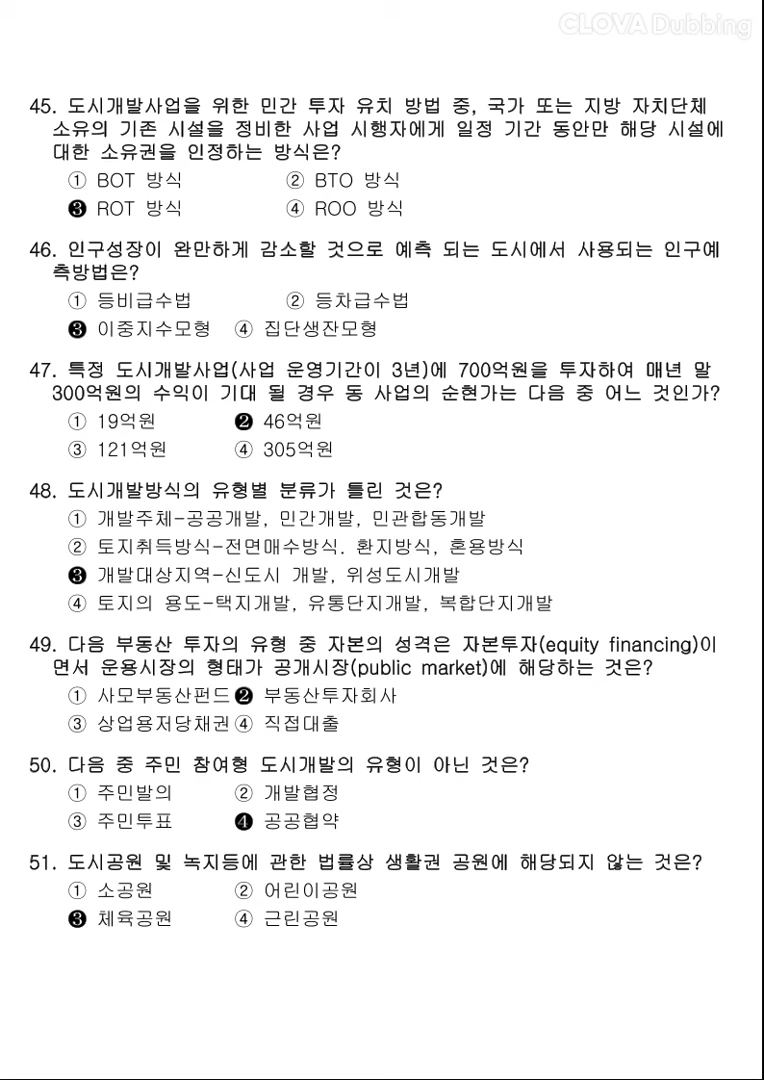 CLOVA Dubbing
45. 도시개발사업을 위한 민간 투자 유치 방법 중, 국가 또는 지방 자치단체
소유의 기존 시설을 정비한 사업 시행자에게 일정 기간 동안만 해당 시설에
대한 소유권을 인정하는 방식은?
① BOT 방식 ② BTO 방식
❸ ROT 방식 ④ ROO 방식
46. 인구성장이 완만하게 감소할 것으로 예측 되는 도시에서 사용되는 인구예
측방법은?
① 등비급수법 ② 등차급수법
❸ 이중지수모형 ④ 집단생잔모형
47. 특정 도시개발사업(사업 운영기간이 3년)에 700억원을 투자하여 매년 말
300억원의 수익이 기대 될 경우 동 사업의 순현가는 다음 중 어느 것인가?
① 19억원 ❷ 46억원
③ 121억원 ④ 305억원
48. 도시개발방식의 유형별 분류가 틀린 것은?
① 개발주체-공공개발, 민간개발, 민관합동개발
② 토지취득방식-전면매수방식. 환지방식, 혼용방식
❸ 개발대상지역-신도시 개발, 위성도시개발
④ 토지의 용도-택지개발, 유통단지개발, 복합단지개발
49. 다음 부동산 투자의 유형 중 자본의 성격은 자본투자(equity financing)이
면서 운용시장의 형태가 공개시장(public market)에 해당하는 것은?
① 사모부동산펀드 ❷ 부동산투자회사
③ 상업용저당채권 ④ 직접대출
50. 다음 중 주민 참여형 도시개발의 유형이 아닌 것은?
① 주민발의 ② 개발협정
③ 주민투표 ❹ 공공협약
51. 도시공원 및 녹지등에 관한 법률상 생활권 공원에 해당되지 않는 것은?
① 소공원 ② 어린이공원
❸ 체육공원 ④ 근린공원